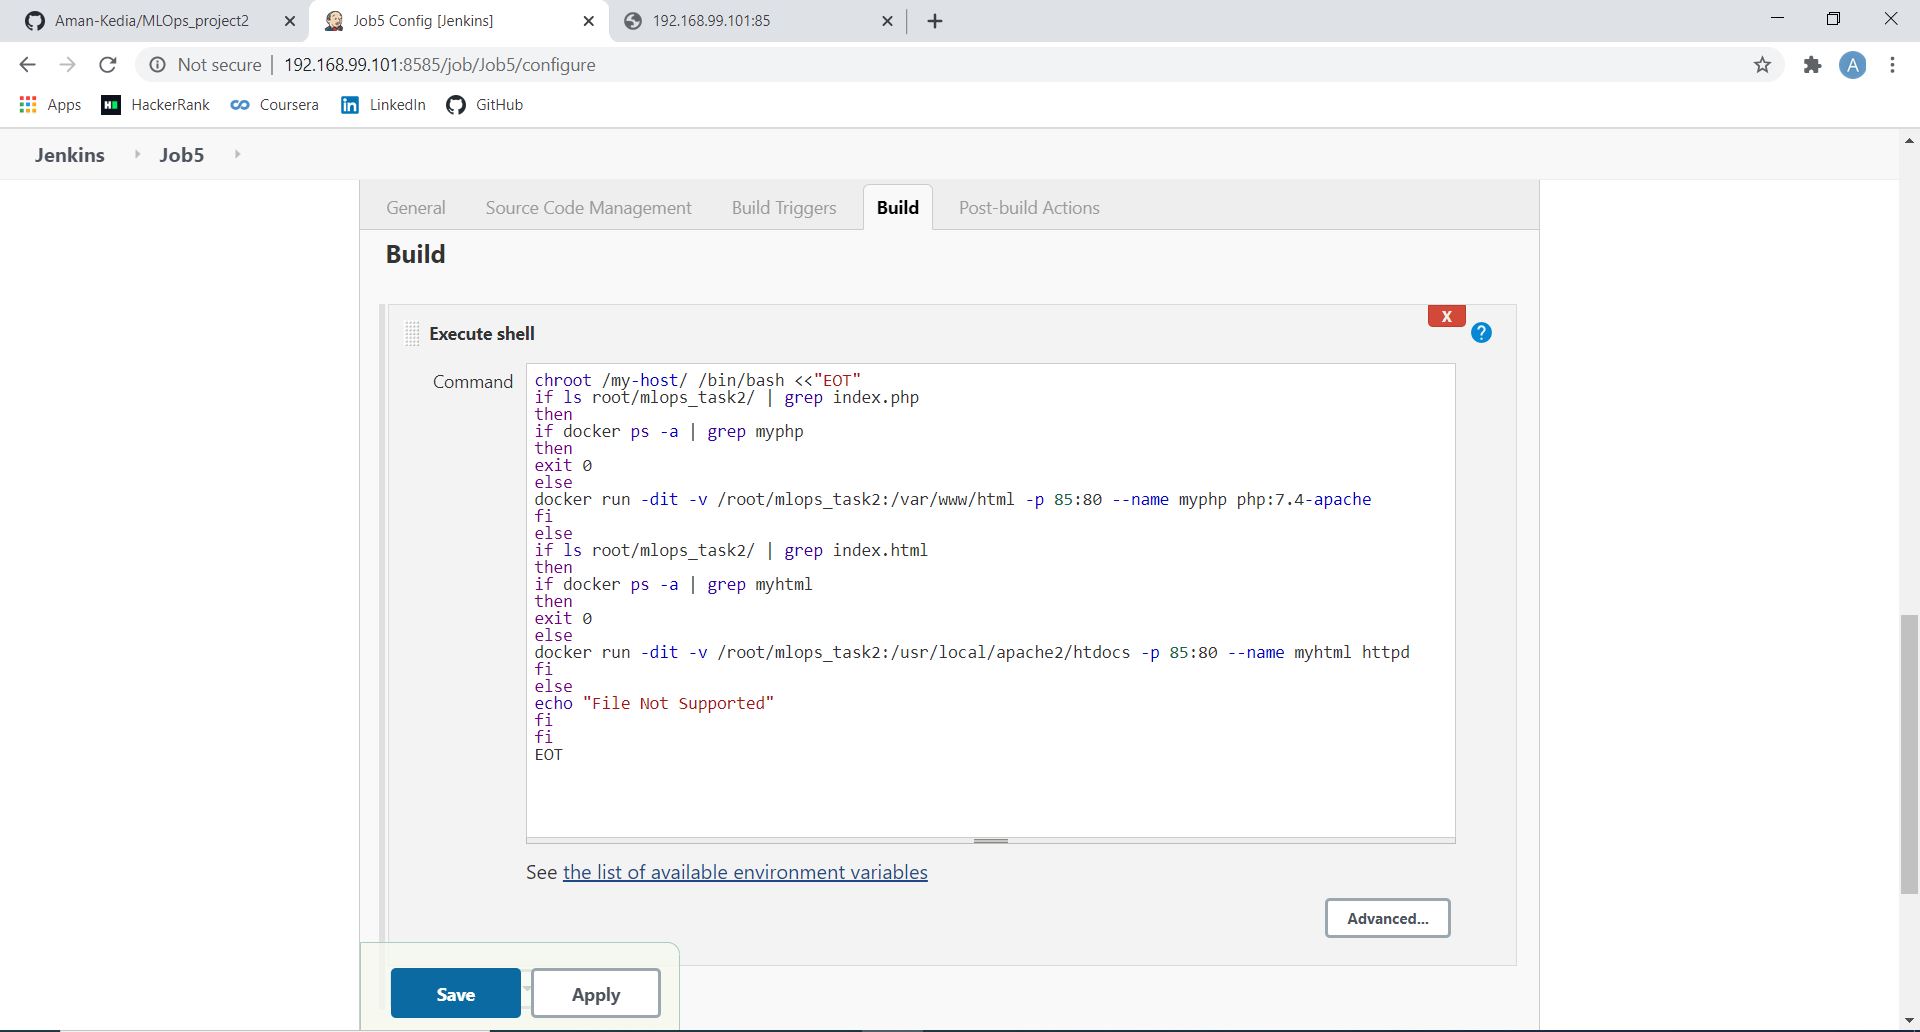 Aman-Kedia/MLOps_project2
Job5 Config [Jenkins]
192.168.99.101:85
Not secure | 192.168.99.101:8585/job/Job5/configure
A
Apps HackerRank Coursera LinkedIn GitHub
Jenkins Job5
General Source Code Management Build Triggers Build Post-build Actions
Build
X
Execute shell
?
Command
chroot /my-host/ /bin/bash <<"EOT"
if ls root/mlops_task2/ | grep index.php
then
if docker ps -a | grep myphp
then
exit 0
else
docker run -dit -v /root/mlops_task2:/var/www/html -p 85:80 --name myphp php:7.4-apache
fi
else
if ls root/mlops_task2/ | grep index.html
then
if docker ps -a | grep myhtml
then
exit 0
else
docker run -dit -v /root/mlops_task2:/usr/local/apache2/htdocs -p 85:80 --name myhtml httpd
fi
else
echo "File Not Supported"
fi
fi
EOT
See the list of available environment variables
Advanced...
Save Apply